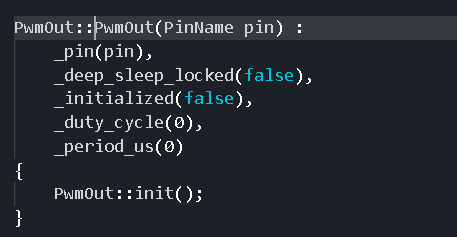 PwmOut::PwmOut(PinName pin) :
    _pin(pin),
    _deep_sleep_locked(false),
    _initialized(false),
    _duty_cycle(0),
    _period_us(0)
{
    PwmOut::init();
}